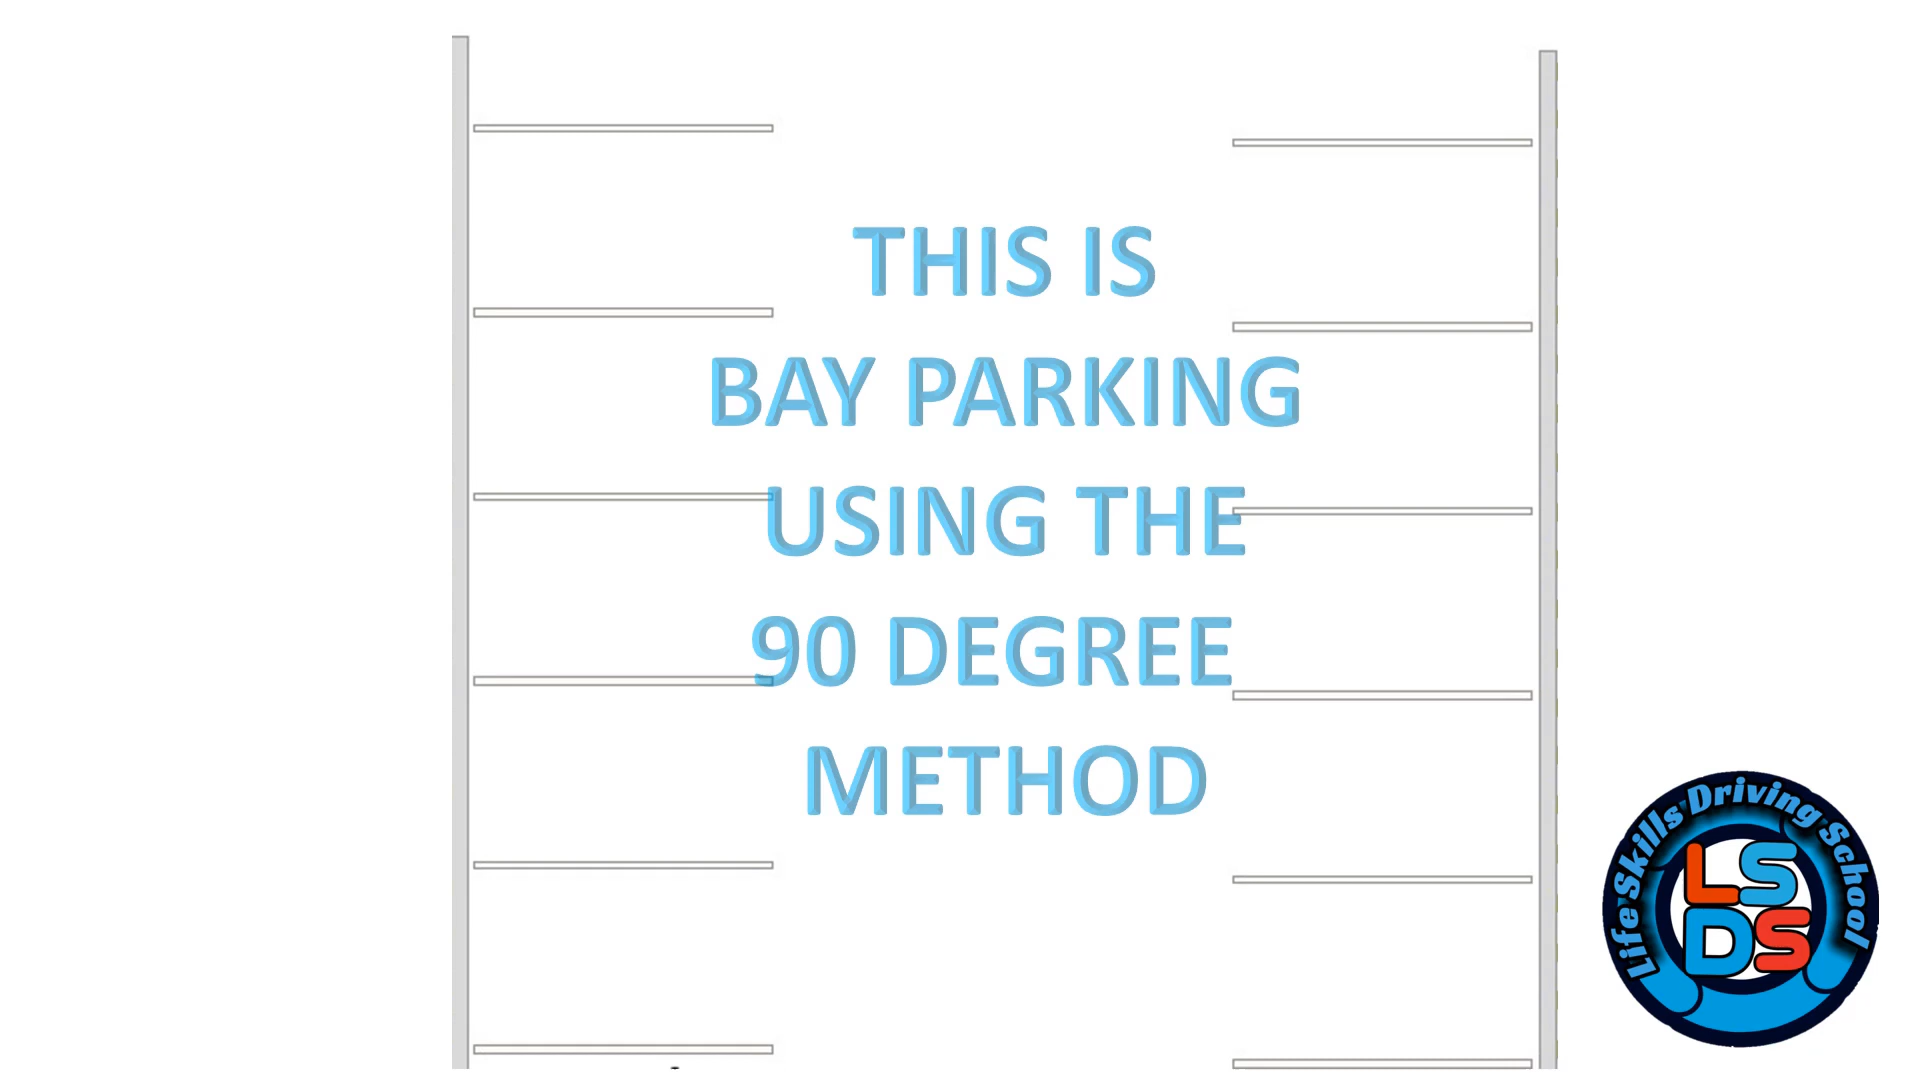 THIS IS
BAY PARKING
USING THE
90 DEGREE
METHOD
Life Skills Driving School
LS
DS